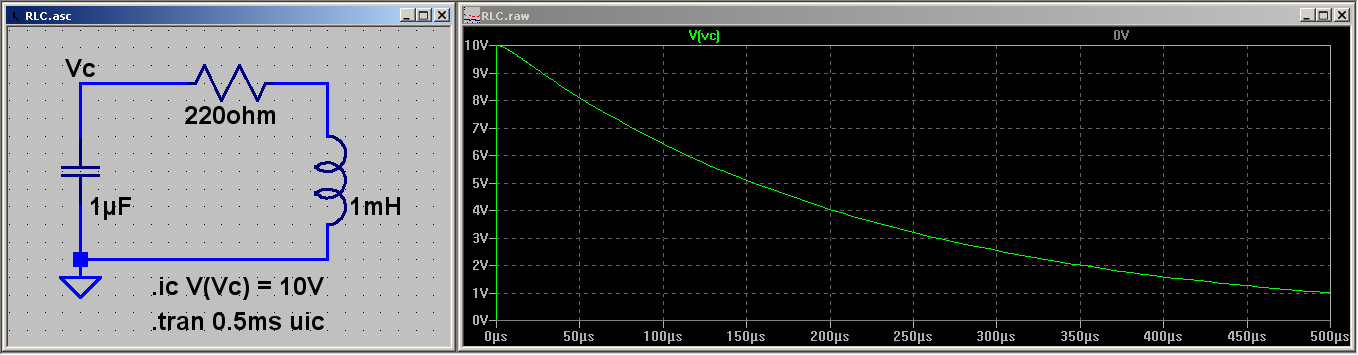 RLC.asc
Vc
220ohm
1µF
1mH
.ic V(Vc) = 10V
.tran 0.5ms uic
RLC.raw
V(vc) 0V
10V
9V
8V
7V
6V
5V
4V
3V
2V
1V
0V
0µs 50µs 100µs 150µs 200µs 250µs 300µs 350µs 400µs 450µs 500µs